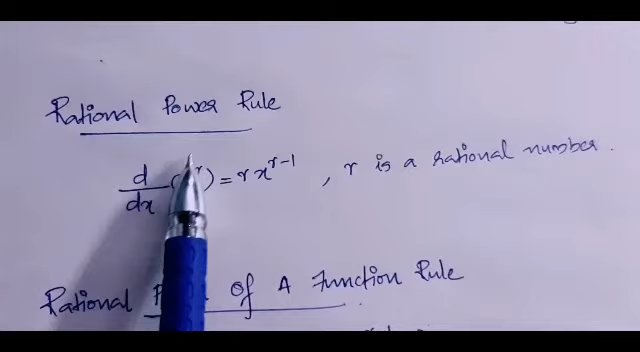 Rational Power Rule
d/dx ( r) = r x^{r-1} , r is a rational number.
Rational Of A Function Rule